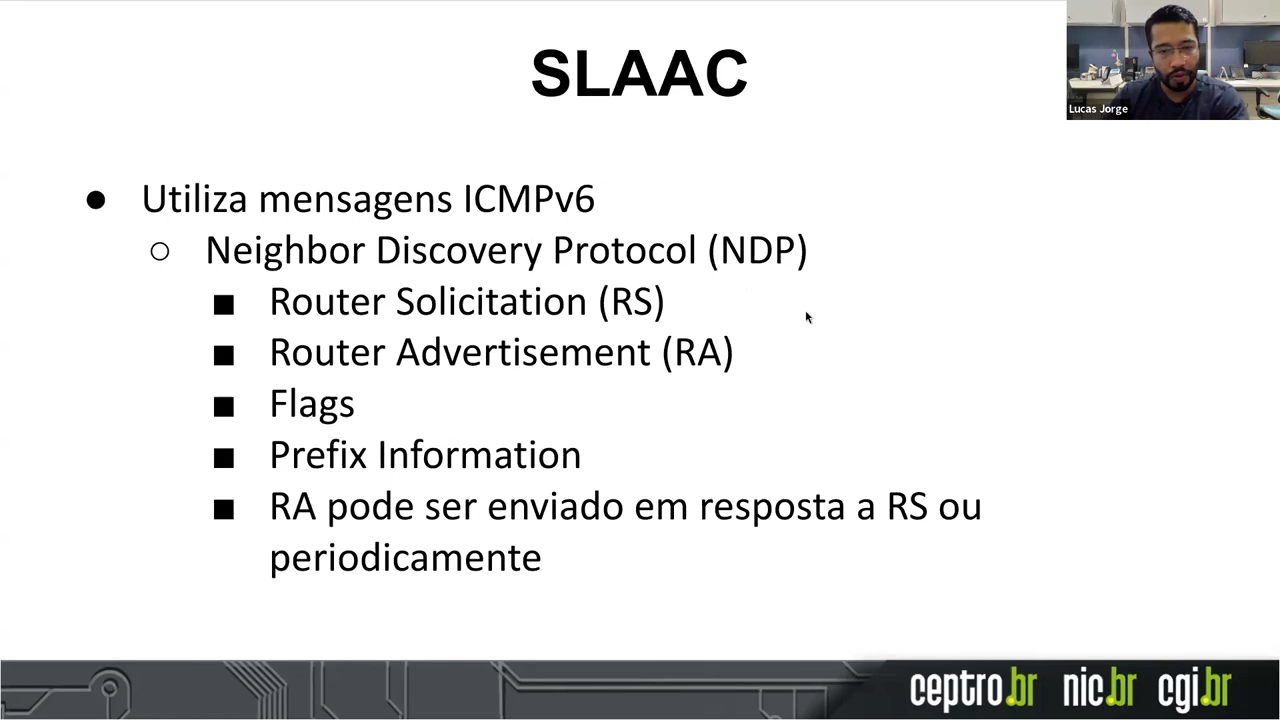 SLAAC
Lucas Jorge
● Utiliza mensagens ICMPv6
○ Neighbor Discovery Protocol (NDP)
■ Router Solicitation (RS)
■ Router Advertisement (RA)
■ Flags
■ Prefix Information
■ RA pode ser enviado em resposta a RS ou
periodicamente
ceptro.br nic.br cgi.br